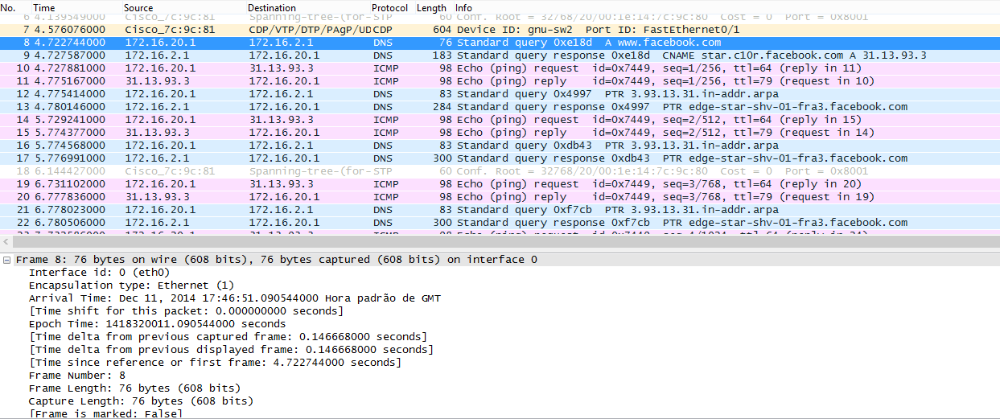 No. Time Source Destination Protocol Length Info
6 4.139549000 Cisco_7c:9c:81 Spanning-tree-(for-STP 60 Conf. Root = 32768/20/00:1e:14:7c:9c:80 Cost = 0 Port = 0x8001
7 4.576076000 Cisco_7c:9c:81 CDP/VTP/DTP/PAgP/UDCDP 604 Device ID: gnu-sw2 Port ID: FastEthernet0/1
8 4.722744000 172.16.20.1 172.16.2.1 DNS 76 Standard query 0xe18d A www.facebook.com
9 4.727587000 172.16.2.1 172.16.20.1 DNS 183 Standard query response 0xe18d CNAME star.c10r.facebook.com A 31.13.93.3
10 4.727881000 172.16.20.1 31.13.93.3 ICMP 98 Echo (ping) request id=0x7449, seq=1/256, ttl=64 (reply in 11)
11 4.775167000 31.13.93.3 172.16.20.1 ICMP 98 Echo (ping) reply id=0x7449, seq=1/256, ttl=79 (request in 10)
12 4.775414000 172.16.20.1 172.16.2.1 DNS 83 Standard query 0x4997 PTR 3.93.13.31.in-addr.arpa
13 4.780146000 172.16.2.1 172.16.20.1 DNS 284 Standard query response 0x4997 PTR edge-star-shv-01-fra3.facebook.com
14 5.729241000 172.16.20.1 31.13.93.3 ICMP 98 Echo (ping) request id=0x7449, seq=2/512, ttl=64 (reply in 15)
15 5.774377000 31.13.93.3 172.16.20.1 ICMP 98 Echo (ping) reply id=0x7449, seq=2/512, ttl=79 (request in 14)
16 5.774568000 172.16.20.1 172.16.2.1 DNS 83 Standard query 0xdb43 PTR 3.93.13.31.in-addr.arpa
17 5.776991000 172.16.2.1 172.16.20.1 DNS 300 Standard query response 0xdb43 PTR edge-star-shv-01-fra3.facebook.com
18 6.144427000 Cisco_7c:9c:81 Spanning-tree-(for-STP 60 Conf. Root = 32768/20/00:1e:14:7c:9c:80 Cost = 0 Port = 0x8001
19 6.731102000 172.16.20.1 31.13.93.3 ICMP 98 Echo (ping) request id=0x7449, seq=3/768, ttl=64 (reply in 20)
20 6.777836000 31.13.93.3 172.16.20.1 ICMP 98 Echo (ping) reply id=0x7449, seq=3/768, ttl=79 (request in 19)
21 6.778023000 172.16.20.1 172.16.2.1 DNS 83 Standard query 0xf7cb PTR 3.93.13.31.in-addr.arpa
22 6.780506000 172.16.2.1 172.16.20.1 DNS 300 Standard query response 0xf7cb PTR edge-star-shv-01-fra3.facebook.com
172.16.20.1 31.13.93.3 ICMP 98 Echo (ping) request
Frame 8: 76 bytes on wire (608 bits), 76 bytes captured (608 bits) on interface 0
Interface id: 0 (eth0)
Encapsulation type: Ethernet (1)
Arrival Time: Dec 11, 2014 17:46:51.090544000 Hora padrão de GMT
[Time shift for this packet: 0.000000000 seconds]
Epoch Time: 1418320011.090544000 seconds
[Time delta from previous captured frame: 0.146668000 seconds]
[Time delta from previous displayed frame: 0.146668000 seconds]
[Time since reference or first frame: 4.722744000 seconds]
Frame Number: 8
Frame Length: 76 bytes (608 bits)
Capture Length: 76 bytes (608 bits)
[Frame is marked: False]